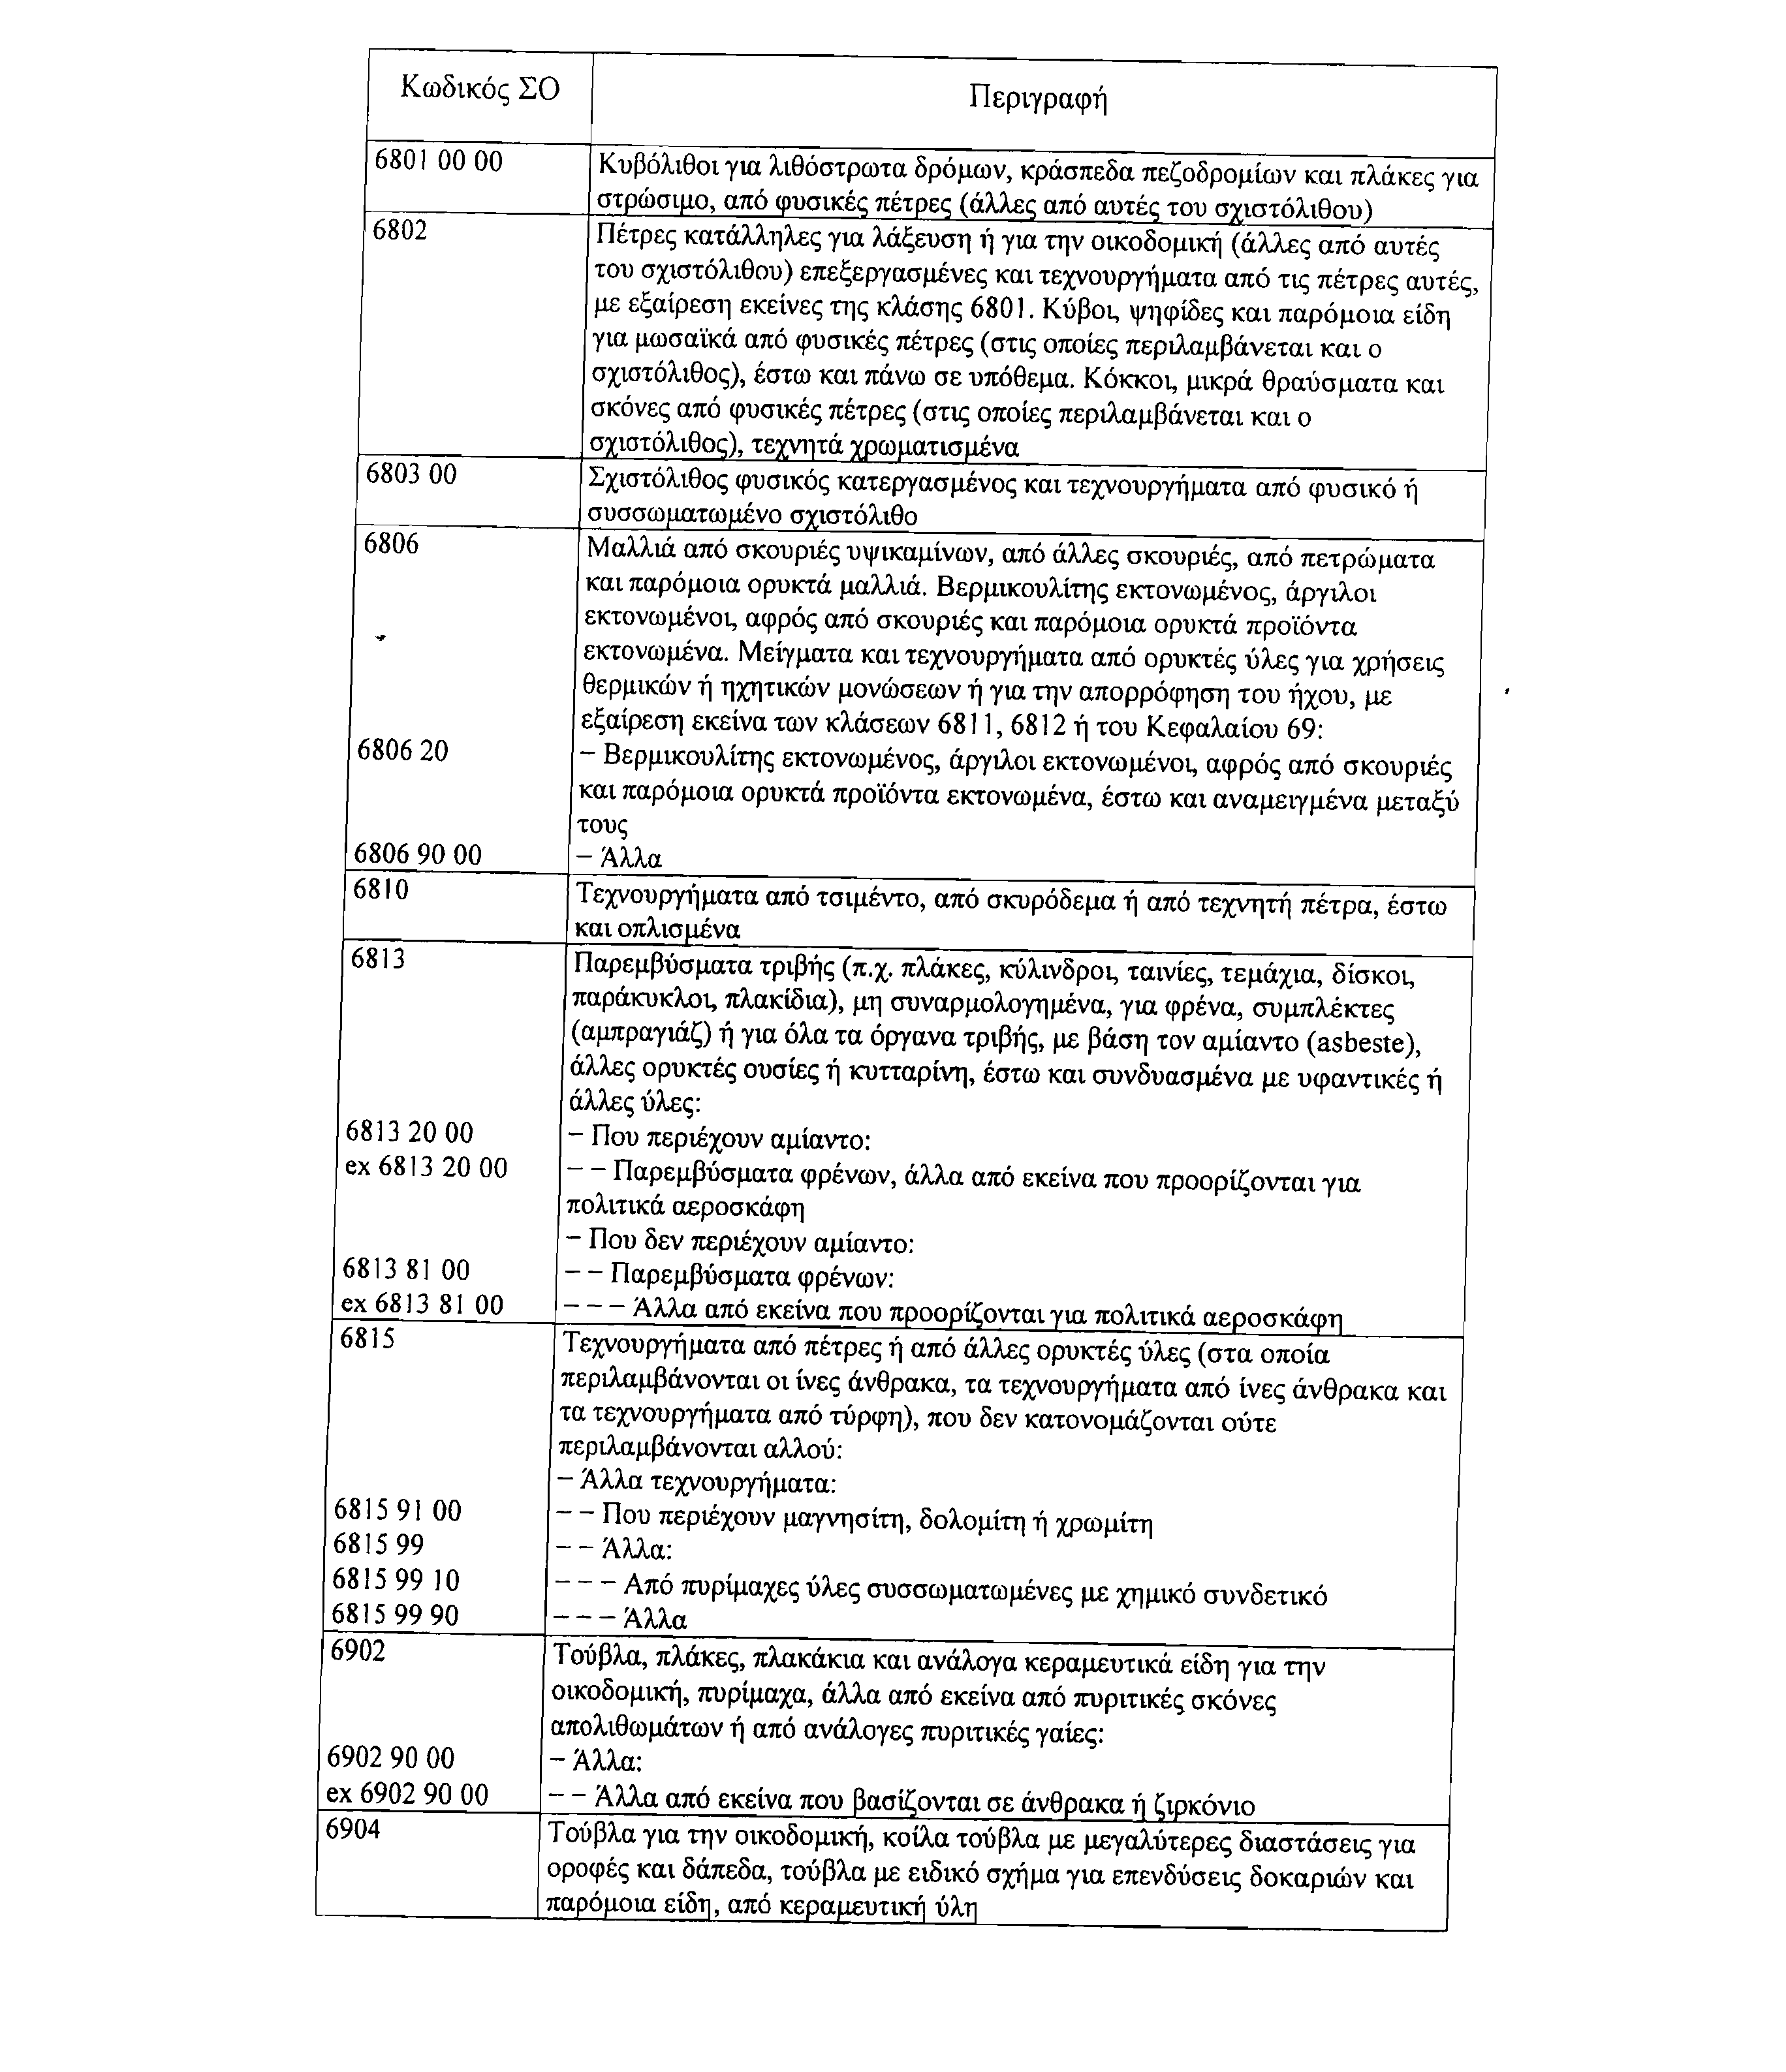 Κωδικός ΣΟ
Περιγραφή
6801 00 00
Κυβόλιθοι για λιθόστρωτα δρόμων, κράσπεδα πεζοδρομίων και πλάκες για
στρώσιμο, από φυσικές πέτρες (άλλες από αυτές του σχιστόλιθου)
6802
Πέτρες κατάλληλες για λάξευση ή για την οικοδομική (άλλες από αυτές
του σχιστόλιθου) επεξεργασμένες και τεχνουργήματα από τις πέτρες αυτές,
με εξαίρεση εκείνες της κλάσης 6801. Κύβοι, ψηφίδες και παρόμοια είδη
για μωσαϊκά από φυσικές πέτρες (στις οποίες περιλαμβάνεται και ο
σχιστόλιθος), έστω και πάνω σε υπόθεμα. Κόκκοι, μικρά θραύσματα και
σκόνες από φυσικές πέτρες (στις οποίες περιλαμβάνεται και ο
σχιστόλιθος), τεχνητά χρωματισμένα
6803 00
Σχιστόλιθος φυσικός κατεργασμένος και τεχνουργήματα από φυσικό ή
συσσωματωμένο σχιστόλιθο
6806
Μαλλιά από σκουριές υψικαμίνων, από άλλες σκουριές, από πετρώματα
και παρόμοια ορυκτά μαλλιά. Βερμικουλίτης εκτονωμένος, άργιλοι
εκτονωμένοι, αφρός από σκουριές και παρόμοια ορυκτά προϊόντα
εκτονωμένα. Μείγματα και τεχνουργήματα από ορυκτές ύλες για χρήσεις
θερμικών ή ηχητικών μονώσεων ή για την απορρόφηση του ήχου, με
εξαίρεση εκείνα των κλάσεων 6811, 6812 ή του Κεφαλαίου 69:
6806 20
– Βερμικουλίτης εκτονωμένος, άργιλοι εκτονωμένοι, αφρός από σκουριές
και παρόμοια ορυκτά προϊόντα εκτονωμένα, έστω και αναμειγμένα μεταξύ
τους
6806 90 00
– Άλλα
6810
Τεχνουργήματα από τσιμέντο, από σκυρόδεμα ή από τεχνητή πέτρα, έστω
και οπλισμένα
6813
Παρεμβύσματα τριβής (π.χ. πλάκες, κύλινδροι, ταινίες, τεμάχια, δίσκοι,
παράκυκλοι, πλακίδια), μη συναρμολογημένα, για φρένα, συμπλέκτες
(αμπραγιάζ) ή για όλα τα όργανα τριβής, με βάση τον αμίαντο (asbeste),
άλλες ορυκτές ουσίες ή κυτταρίνη, έστω και συνδυασμένα με υφαντικές ή
άλλες ύλες:
6813 20 00
– Που περιέχουν αμίαντο:
ex 6813 20 00
– – Παρεμβύσματα φρένων, άλλα από εκείνα που προορίζονται για
πολιτικά αεροσκάφη
– Που δεν περιέχουν αμίαντο:
6813 81 00
– – Παρεμβύσματα φρένων:
ex 6813 81 00
– – – Άλλα από εκείνα που προορίζονται για πολιτικά αεροσκάφη
6815
Τεχνουργήματα από πέτρες ή από άλλες ορυκτές ύλες (στα οποία
περιλαμβάνονται οι ίνες άνθρακα, τα τεχνουργήματα από ίνες άνθρακα και
τα τεχνουργήματα από τύρφη), που δεν κατονομάζονται ούτε
περιλαμβάνονται αλλού:
– Άλλα τεχνουργήματα:
6815 91 00
– – Που περιέχουν μαγνησίτη, δολομίτη ή χρωμίτη
6815 99
– – Άλλα:
6815 99 10
– – – Από πυρίμαχες ύλες συσσωματωμένες με χημικό συνδετικό
6815 99 90
– – – Άλλα
6902
Τούβλα, πλάκες, πλακάκια και ανάλογα κεραμευτικά είδη για την
οικοδομική, πυρίμαχα, άλλα από εκείνα από πυριτικές σκόνες
απολιθωμάτων ή από ανάλογες πυριτικές γαίες:
6902 90 00
– Άλλα:
ex 6902 90 00
– – Άλλα από εκείνα που βασίζονται σε άνθρακα ή ζιρκόνιο
6904
Τούβλα για την οικοδομική, κοίλα τούβλα με μεγαλύτερες διαστάσεις για
οροφές και δάπεδα, τούβλα με ειδικό σχήμα για επενδύσεις δοκαριών και
παρόμοια είδη, από κεραμευτική ύλη